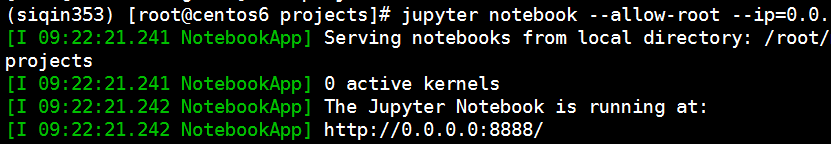 (siqin353) [root@centos6 projects]# jupyter notebook --allow-root --ip=0.0.
[I 09:22:21.241 NotebookApp] Serving notebooks from local directory: /root/
projects
[I 09:22:21.241 NotebookApp] 0 active kernels
[I 09:22:21.242 NotebookApp] The Jupyter Notebook is running at:
[I 09:22:21.242 NotebookApp] http://0.0.0.0:8888/